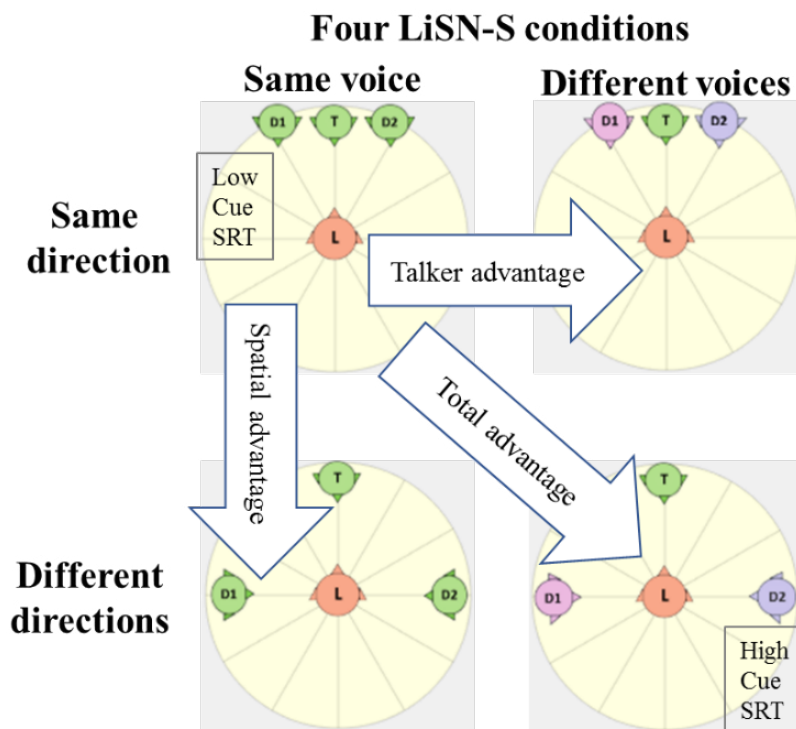 Four LiSN-S conditions
Same voice
Different voices
D1 T D2
D1 T D2
Same
direction
Low
Cue
SRT
L
L
Talker advantage
Spatial advantage
Total advantage
Different
directions
T
T
D1 L D2
D1 L D2
High
Cue
SRT